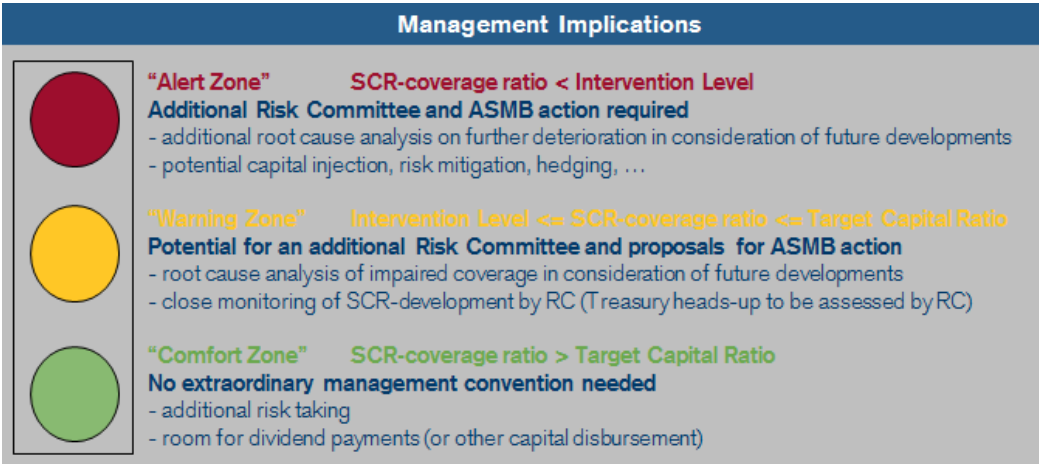 Management Implications
“Alert Zone” SCR-coverage ratio < Intervention Level
Additional Risk Committee and ASMB action required
- additional root cause analysis on further deterioration in consideration of future developments
- potential capital injection, risk mitigation, hedging, …
“Warning Zone” Intervention Level <= SCR-coverage ratio <= Target Capital Ratio
Potential for an additional Risk Committee and proposals for ASMB action
- root cause analysis of impaired coverage in consideration of future developments
- close monitoring of SCR-development by RC (Treasury heads-up to be assessed by RC)
“Comfort Zone” SCR-coverage ratio > Target Capital Ratio
No extraordinary management convention needed
- additional risk taking
- room for dividend payments (or other capital disbursement)